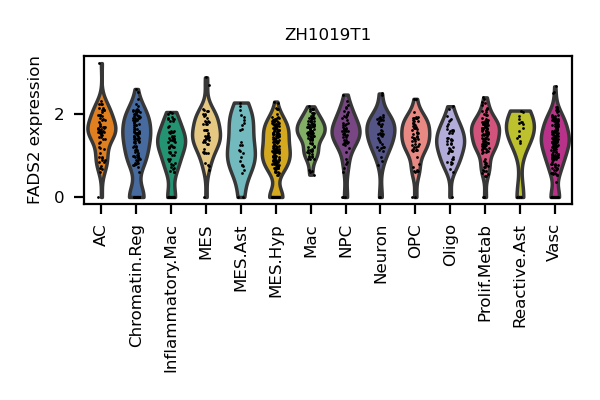 ZH1019T1
FADS2 expression
2
0
AC
Chromatin.Reg
Inflammatory.Mac
MES
MES.Ast
MES.Hyp
Mac
NPC
Neuron
OPC
Oligo
Prolif.Metab
Reactive.Ast
Vasc